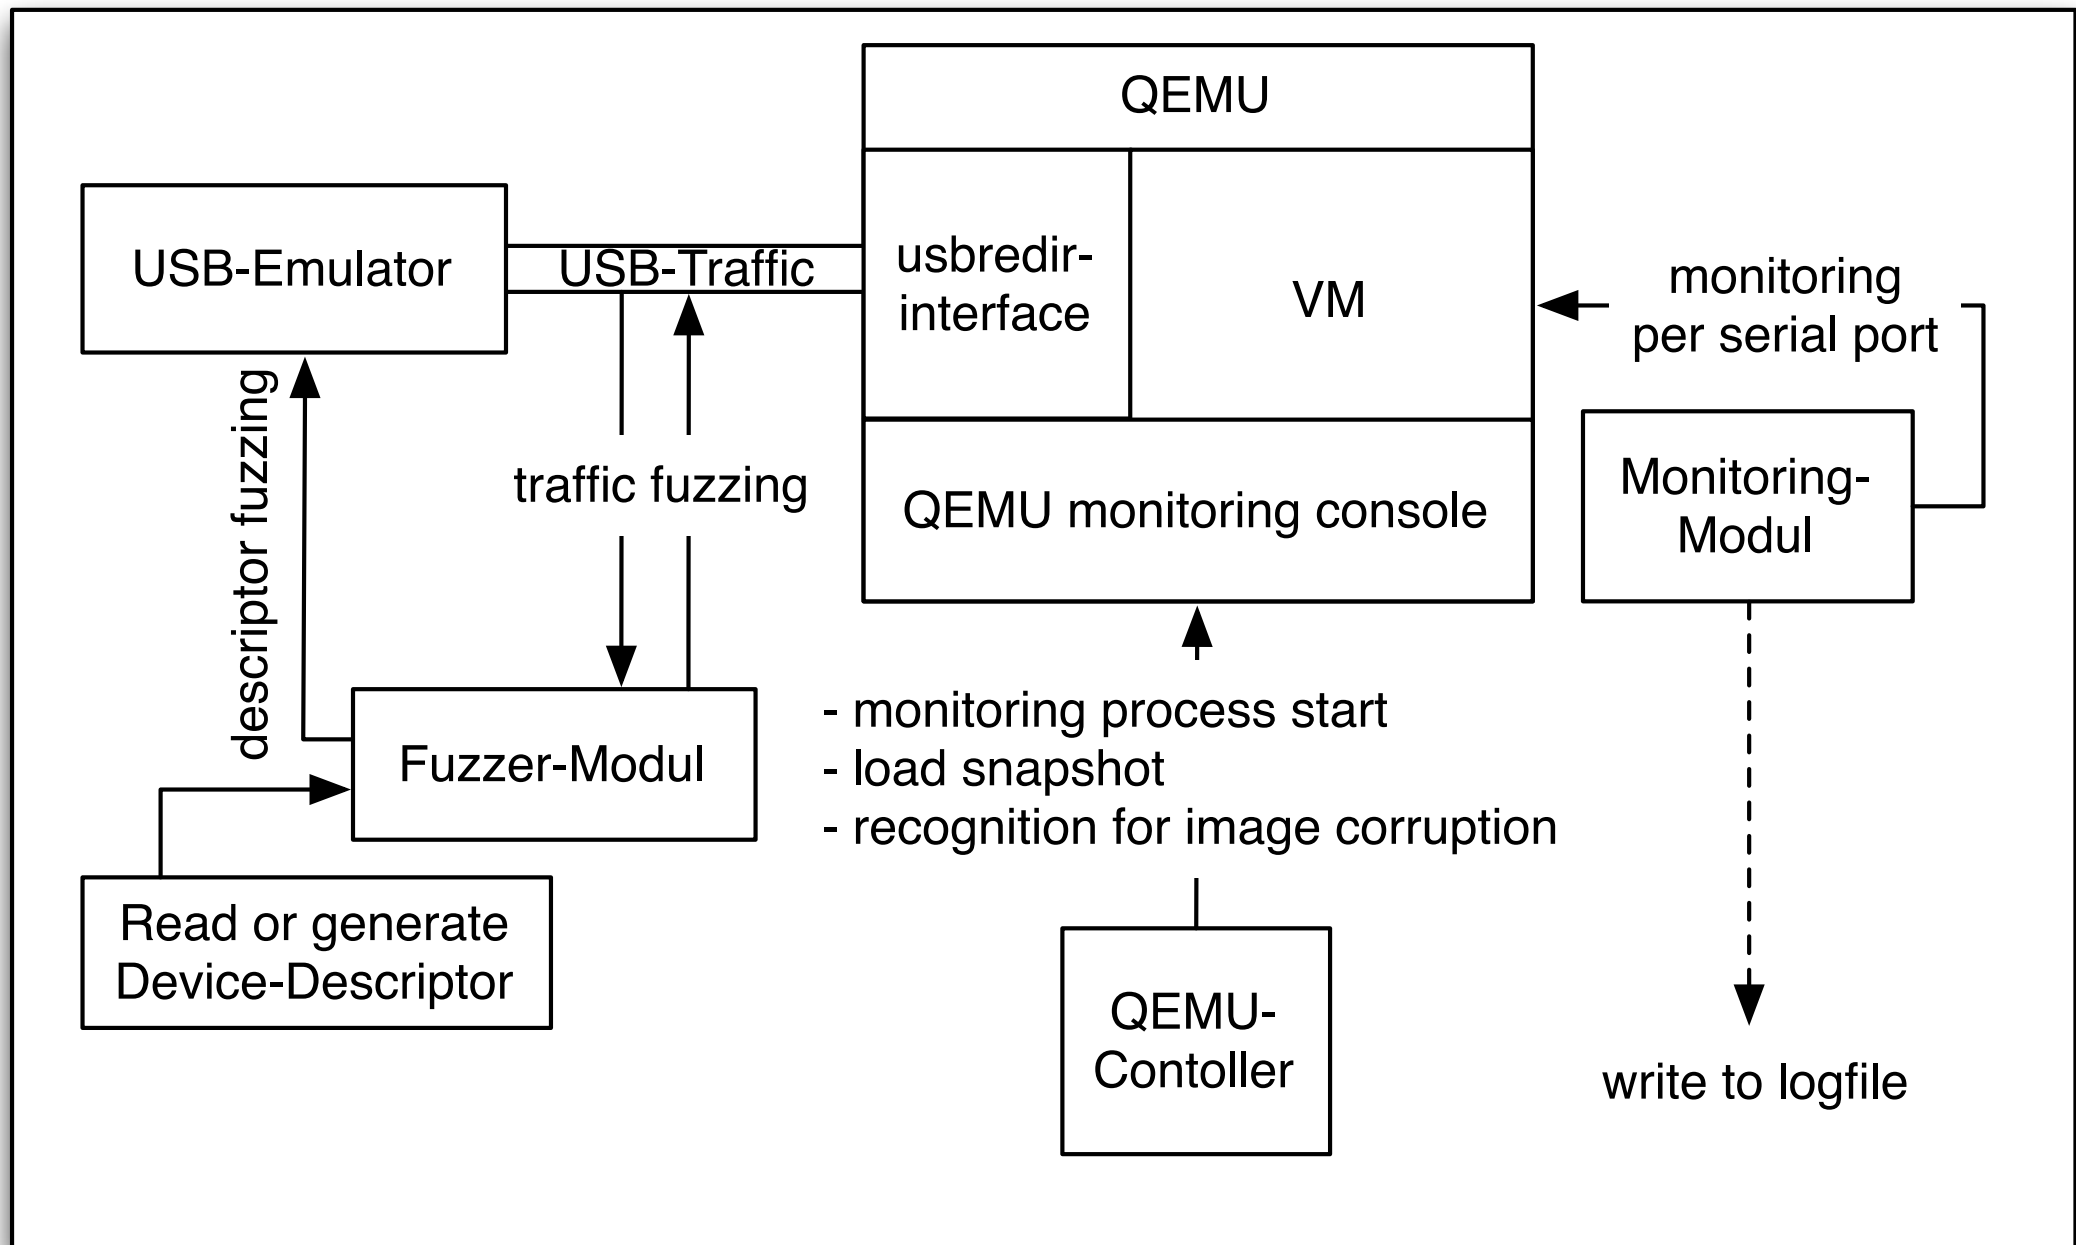 QEMU
USB-Emulator
USB-Traffic
usbredir-
interface
VM
monitoring
per serial port
descriptor fuzzing
traffic fuzzing
QEMU monitoring console
Monitoring-
Modul
Fuzzer-Modul
- monitoring process start
- load snapshot
- recognition for image corruption
Read or generate
Device-Descriptor
QEMU-
Contoller
write to logfile